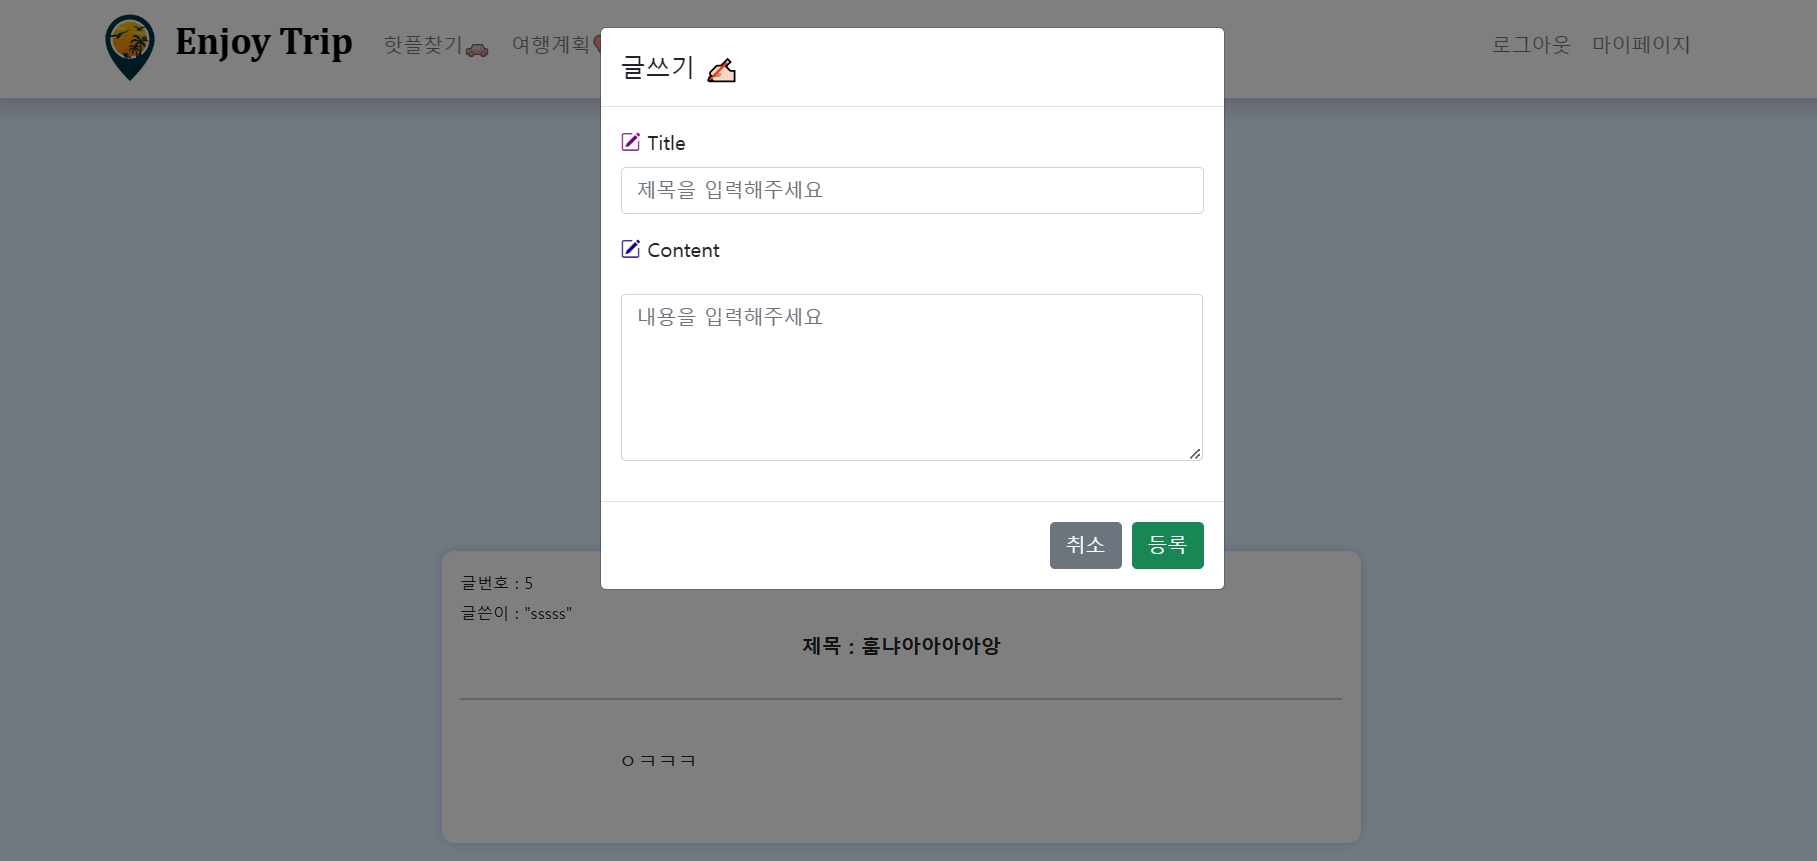 Enjoy Trip 핫플찾기 여행계획 로그아웃 마이페이지
글쓰기
Title
제목을 입력해주세요
Content
내용을 입력해주세요
취소 등록
글번호 : 5
글쓴이 : "sssss"
제목 : 훔냐아아아아앙
ㅇㅋㅋㅋ